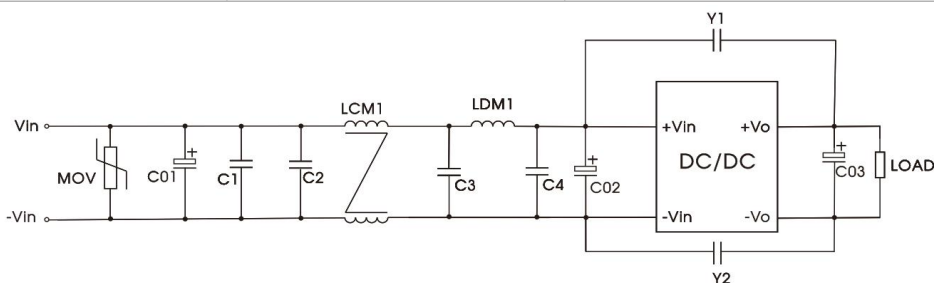 Y1
LCM1
LDM1
Vin
+Vin
+Vo
+
+
+
MOV
C01
C1
C2
C3
C4
C02
DC/DC
C03
LOAD
-Vin
-Vin
-Vo
Y2